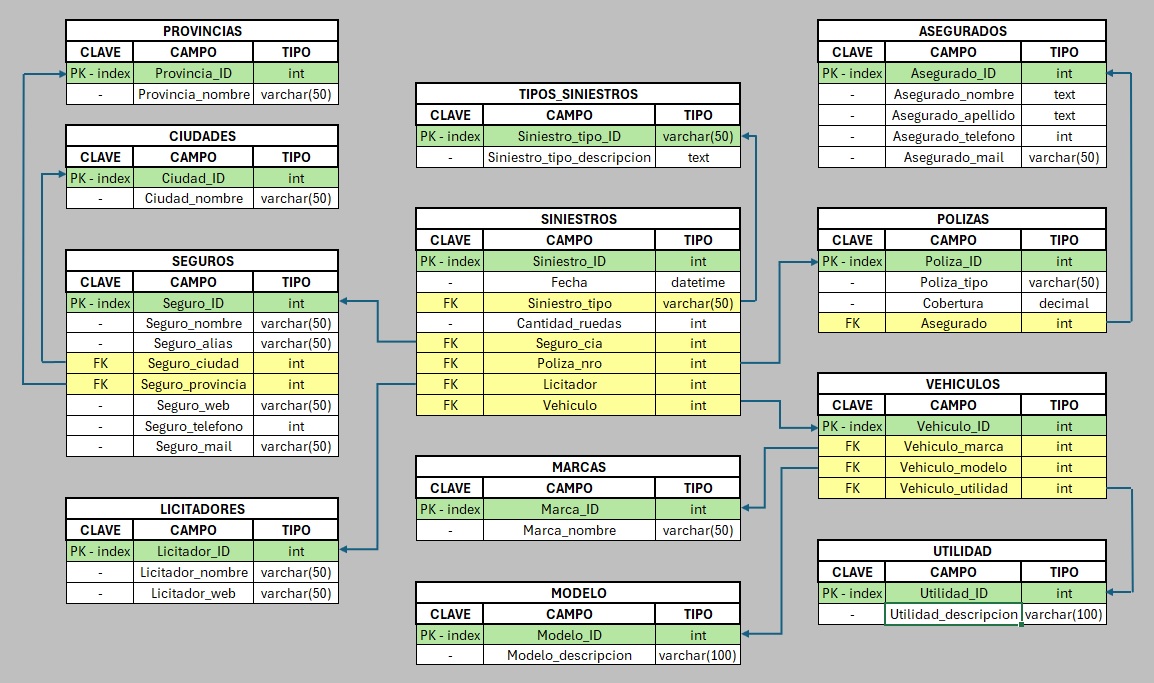 PROVINCIAS
CLAVE CAMPO TIPO
PK - index Provincia_ID int
- Provincia_nombre varchar(50)
CIUDADES
CLAVE CAMPO TIPO
PK - index Ciudad_ID int
- Ciudad_nombre varchar(50)
SEGUROS
CLAVE CAMPO TIPO
PK - index Seguro_ID int
- Seguro_nombre varchar(50)
- Seguro_alias varchar(50)
FK Seguro_ciudad int
FK Seguro_provincia int
- Seguro_web varchar(50)
- Seguro_telefono int
- Seguro_mail varchar(50)
LICITADORES
CLAVE CAMPO TIPO
PK - index Licitador_ID int
- Licitador_nombre varchar(50)
- Licitador_web varchar(50)
TIPOS_SINIESTROS
CLAVE CAMPO TIPO
PK - index Siniestro_tipo_ID varchar(50)
- Siniestro_tipo_descripcion text
SINIESTROS
CLAVE CAMPO TIPO
PK - index Siniestro_ID int
- Fecha datetime
FK Siniestro_tipo varchar(50)
- Cantidad_ruedas int
FK Seguro_cia int
FK Poliza_nro int
FK Licitador int
FK Vehiculo int
MARCAS
CLAVE CAMPO TIPO
PK - index Marca_ID int
- Marca_nombre varchar(50)
MODELO
CLAVE CAMPO TIPO
PK - index Modelo_ID int
- Modelo_descripcion varchar(100)
ASEGURADOS
CLAVE CAMPO TIPO
PK - index Asegurado_ID int
- Asegurado_nombre text
- Asegurado_apellido text
- Asegurado_telefono int
- Asegurado_mail varchar(50)
POLIZAS
CLAVE CAMPO TIPO
PK - index Poliza_ID int
- Poliza_tipo varchar(50)
- Cobertura decimal
FK Asegurado int
VEHICULOS
CLAVE CAMPO TIPO
PK - index Vehiculo_ID int
FK Vehiculo_marca int
FK Vehiculo_modelo int
FK Vehiculo_utilidad int
UTILIDAD
CLAVE CAMPO TIPO
PK - index Utilidad_ID int
- Utilidad_descripcion varchar(100)